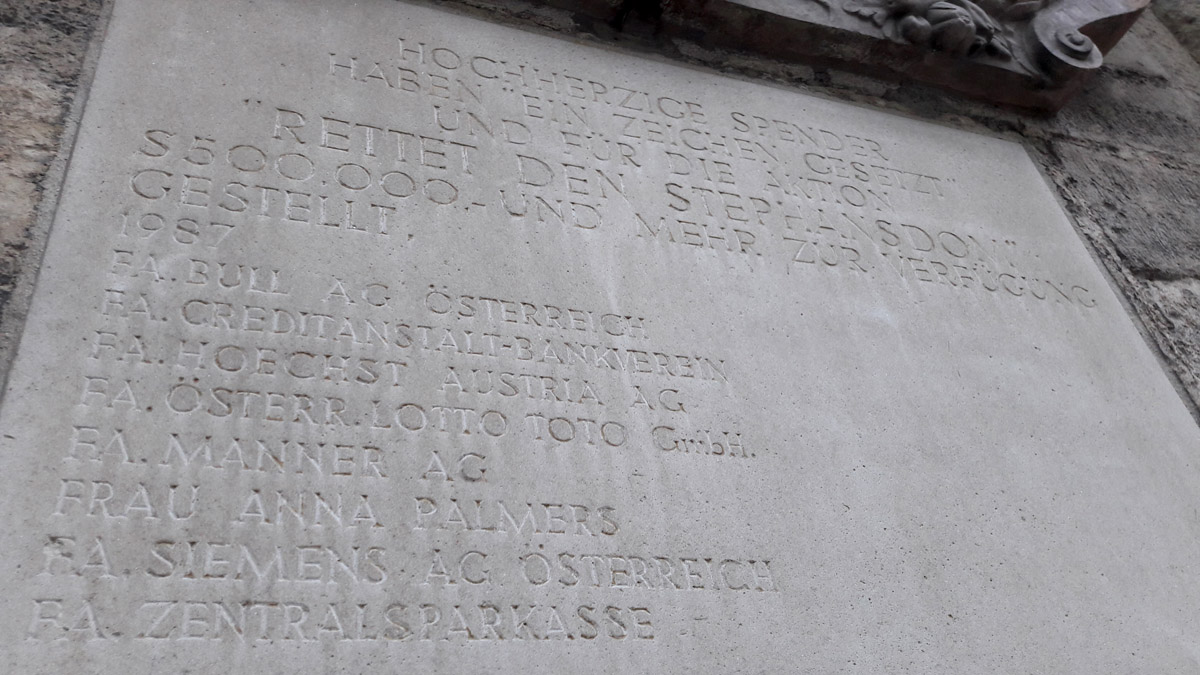 HOCHHERZIGE SPENDER
HABEN "EIN ZEICHEN GESETZT"
UND FÜR DIE AKTION
"RETTET DEN STEPHANSDOM"
S 500.000.- UND MEHR ZUR VERFÜGUNG
GESTELLT,
1987
FA. BULL AG ÖSTERREICH
FA. CREDITANSTALT-BANKVEREIN
FA. HOECHST AUSTRIA AG
FA. ÖSTERR. LOTTO TOTO GmbH.
FA. MANNER AG
FRAU ANNA PALMERS
FA. SIEMENS AG ÖSTERREICH
FA. ZENTRALSPARKASSE